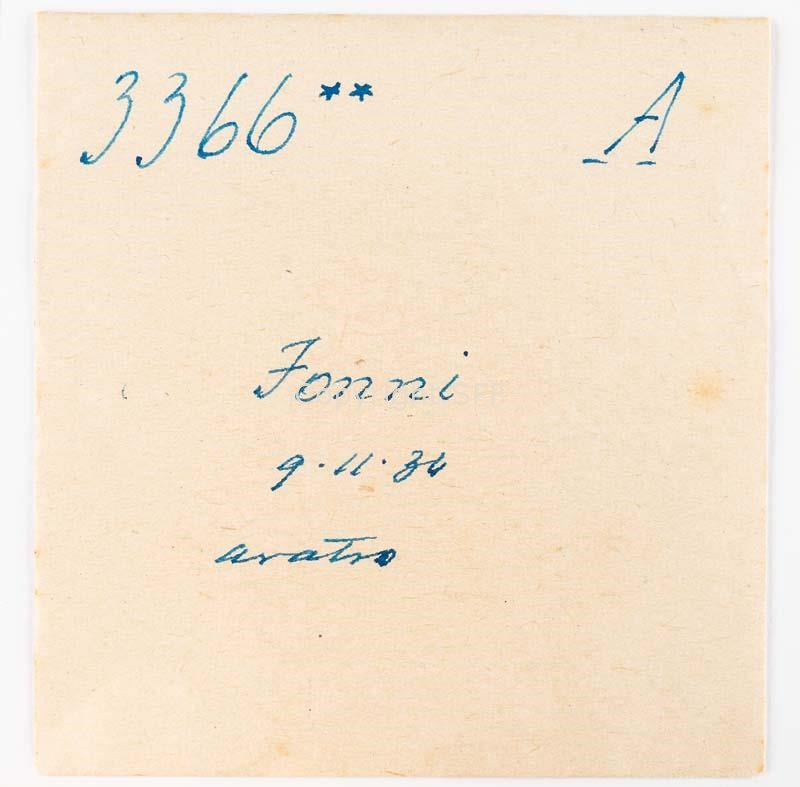 3366** A
Fonni
9.11.34
aratro